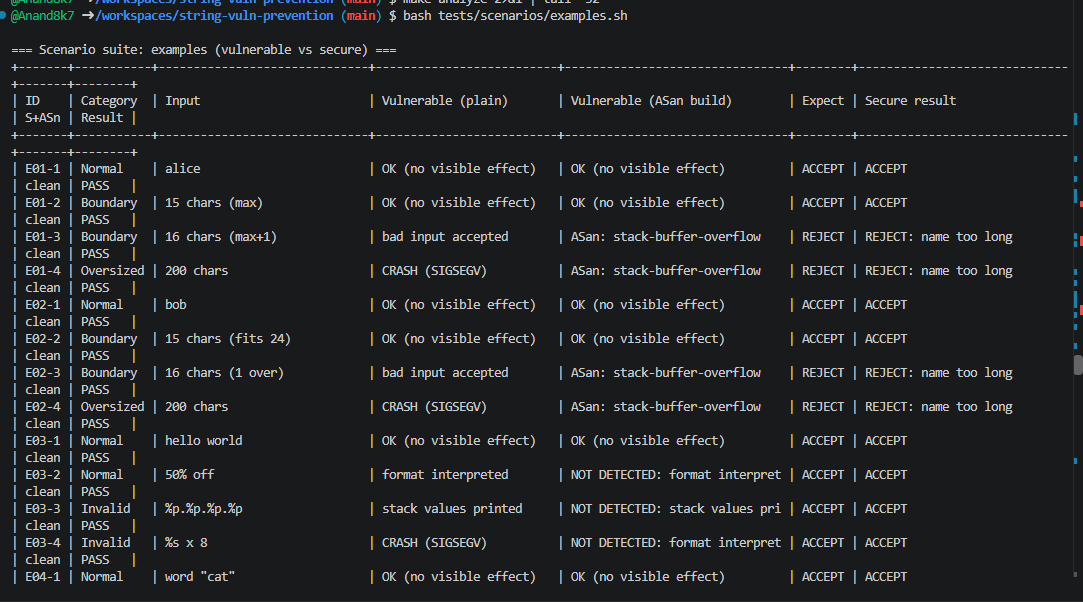 @Anand8k7 ➜/workspaces/string-vuln-prevention (main) $ make analyze 2>&1 | tail -32
@Anand8k7 ➜/workspaces/string-vuln-prevention (main) $ bash tests/scenarios/examples.sh
=== Scenario suite: examples (vulnerable vs secure) ===
+-------+-----------+-----------------------------+--------------------------+-------------------------------+--------+-----------------------------
+-------+--------+
| ID | Category | Input | Vulnerable (plain) | Vulnerable (ASan build) | Expect | Secure result
| S+ASn | Result |
+-------+-----------+-----------------------------+--------------------------+-------------------------------+--------+-----------------------------
+-------+--------+
| E01-1 | Normal | alice | OK (no visible effect) | OK (no visible effect) | ACCEPT | ACCEPT
| clean | PASS |
| E01-2 | Boundary | 15 chars (max) | OK (no visible effect) | OK (no visible effect) | ACCEPT | ACCEPT
| clean | PASS |
| E01-3 | Boundary | 16 chars (max+1) | bad input accepted | ASan: stack-buffer-overflow | REJECT | REJECT: name too long
| clean | PASS |
| E01-4 | Oversized | 200 chars | CRASH (SIGSEGV) | ASan: stack-buffer-overflow | REJECT | REJECT: name too long
| clean | PASS |
| E02-1 | Normal | bob | OK (no visible effect) | OK (no visible effect) | ACCEPT | ACCEPT
| clean | PASS |
| E02-2 | Boundary | 15 chars (fits 24) | OK (no visible effect) | OK (no visible effect) | ACCEPT | ACCEPT
| clean | PASS |
| E02-3 | Boundary | 16 chars (1 over) | bad input accepted | ASan: stack-buffer-overflow | REJECT | REJECT: name too long
| clean | PASS |
| E02-4 | Oversized | 200 chars | CRASH (SIGSEGV) | ASan: stack-buffer-overflow | REJECT | REJECT: name too long
| clean | PASS |
| E03-1 | Normal | hello world | OK (no visible effect) | OK (no visible effect) | ACCEPT | ACCEPT
| clean | PASS |
| E03-2 | Normal | 50% off | format interpreted | NOT DETECTED: format interpret | ACCEPT | ACCEPT
| clean | PASS |
| E03-3 | Invalid | %p.%p.%p.%p | stack values printed | NOT DETECTED: stack values pri | ACCEPT | ACCEPT
| clean | PASS |
| E03-4 | Invalid | %s x 8 | CRASH (SIGSEGV) | NOT DETECTED: format interpret | ACCEPT | ACCEPT
| clean | PASS |
| E04-1 | Normal | word "cat" | OK (no visible effect) | OK (no visible effect) | ACCEPT | ACCEPT